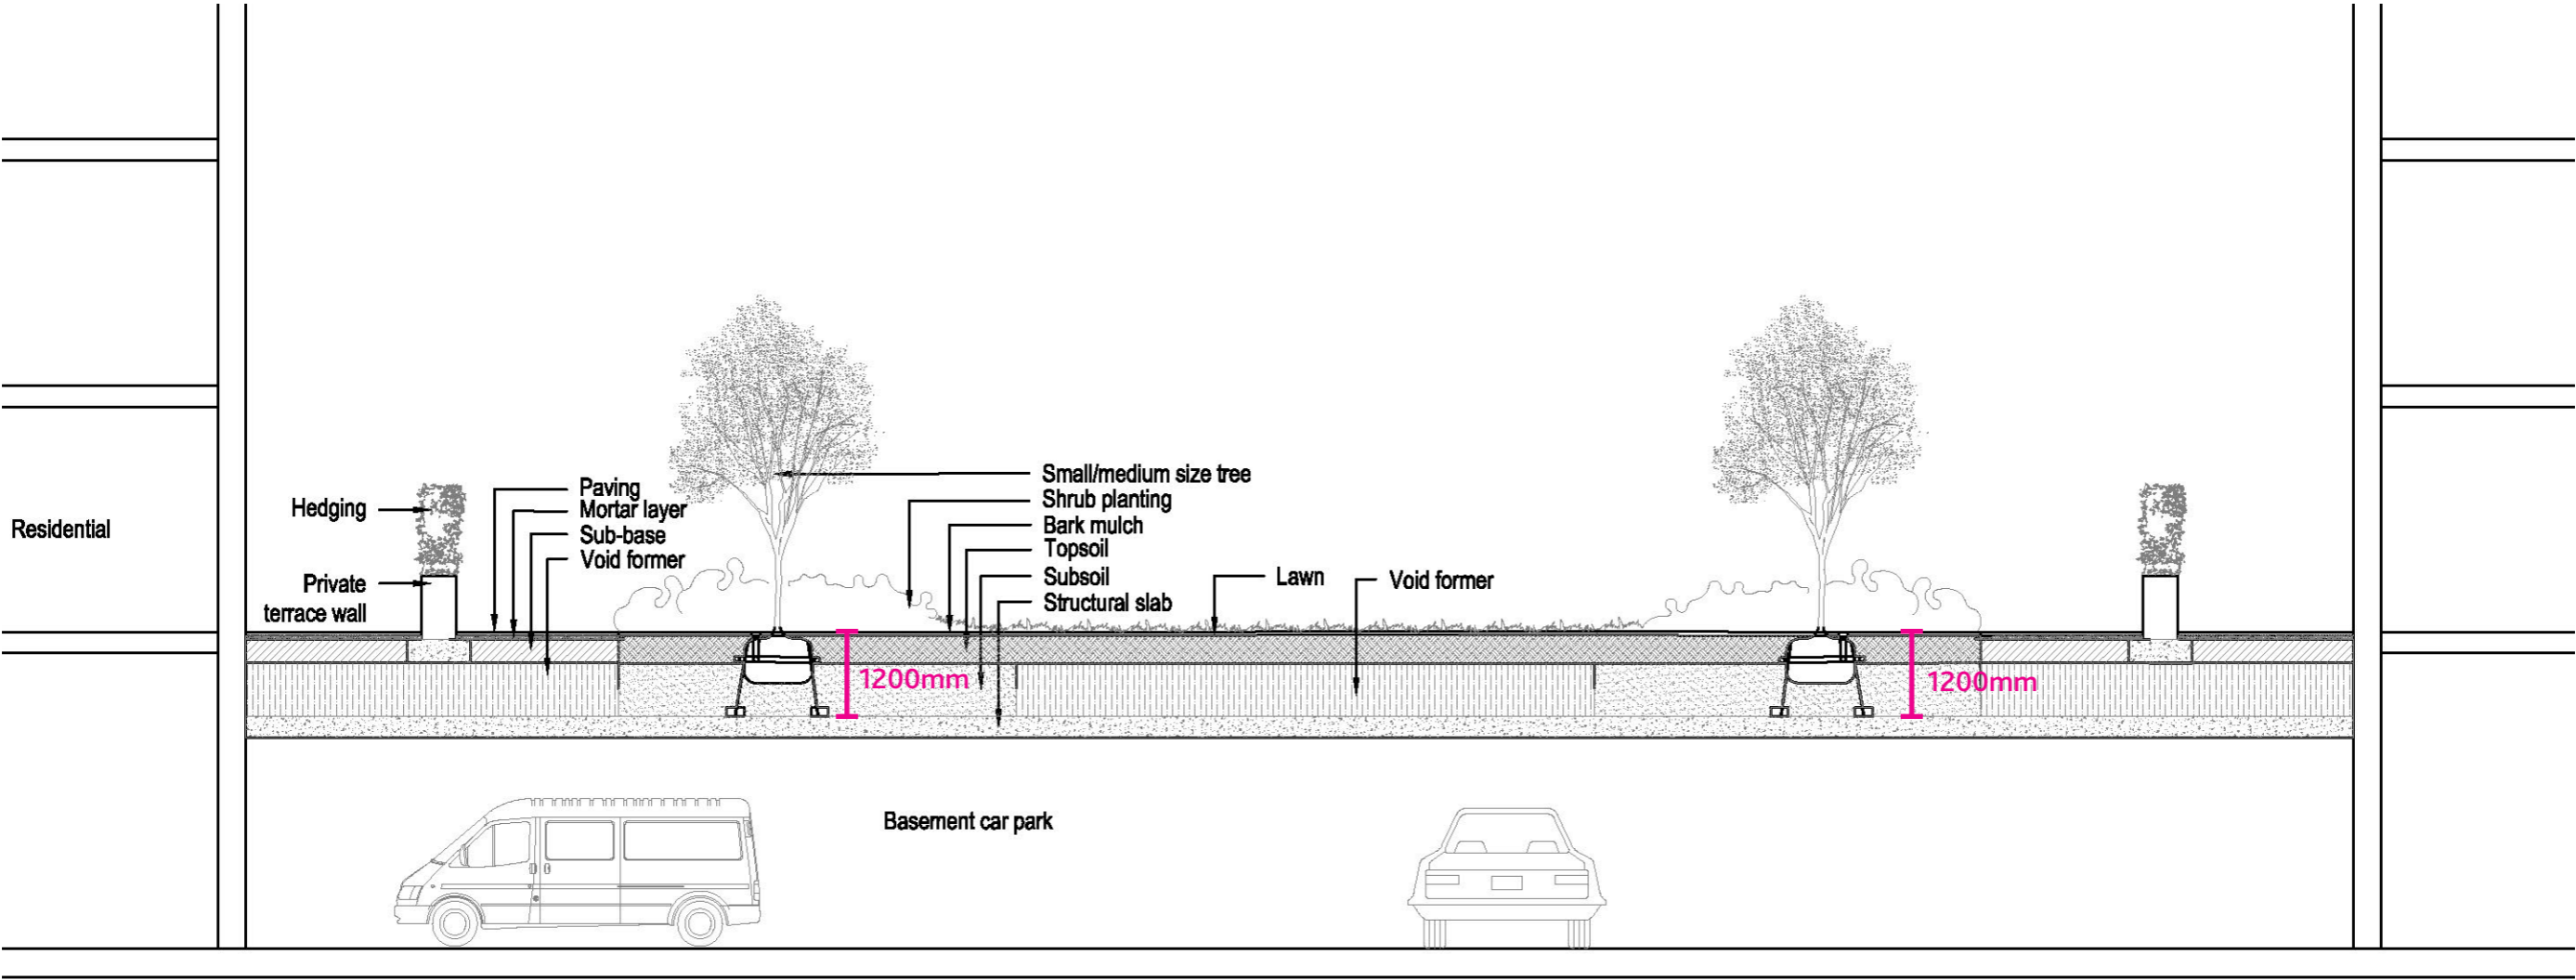 Residential
Hedging
Private
terrace wall
Paving
Mortar layer
Sub-base
Void former
Small/medium size tree
Shrub planting
Bark mulch
Topsoil
Subsoil
Structural slab
Lawn
Void former
1200mm
1200mm
Basement car park